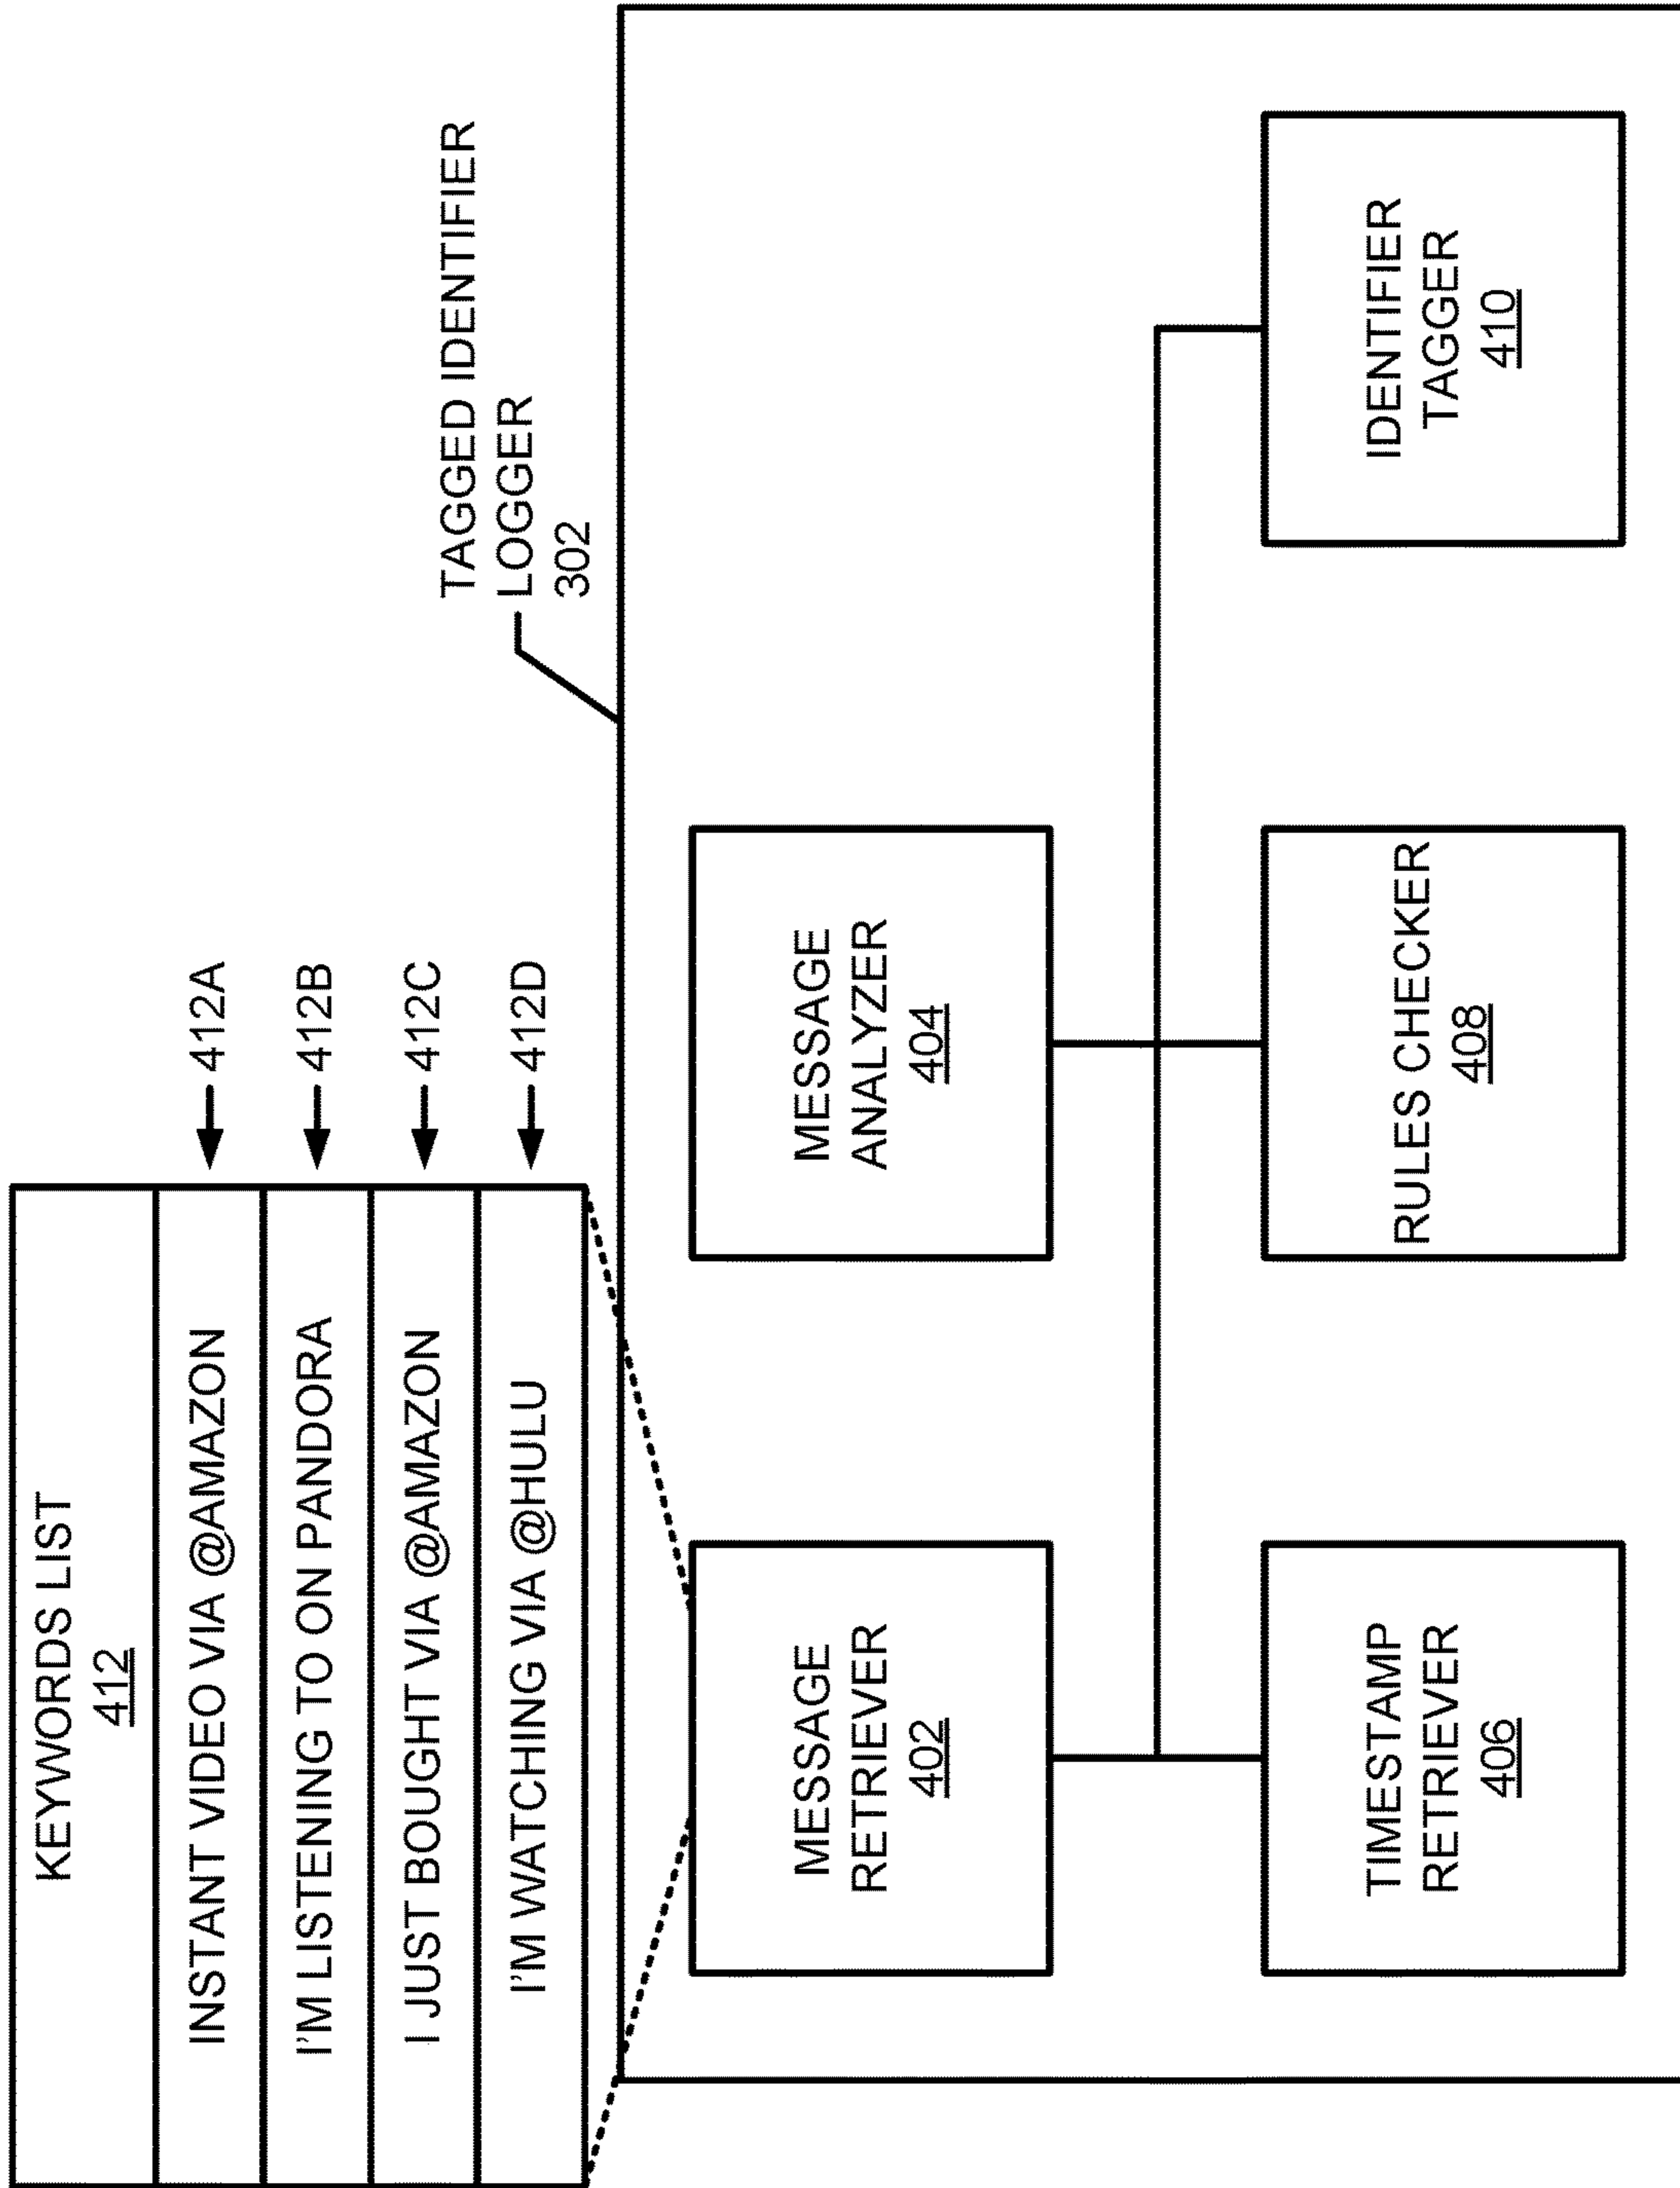 KEYWORDS LIST
412
INSTANT VIDEO VIA @AMAZON
412A
I'M LISTENING TO ON PANDORA
412B
I JUST BOUGHT VIA @AMAZON
412C
I'M WATCHING VIA @HULU
412D
TAGGED IDENTIFIER
LOGGER
302
MESSAGE
RETRIEVER
402
MESSAGE
ANALYZER
404
TIMESTAMP
RETRIEVER
406
RULES CHECKER
408
IDENTIFIER
TAGGER
410